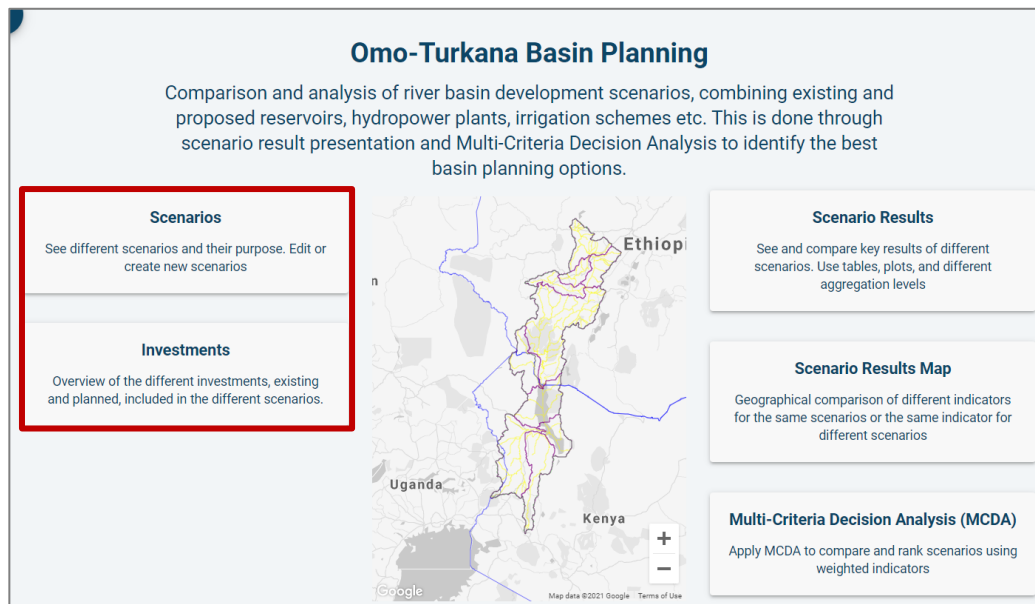 Omo-Turkana Basin Planning
Comparison and analysis of river basin development scenarios, combining existing and
proposed reservoirs, hydropower plants, irrigation schemes etc. This is done through
scenario result presentation and Multi-Criteria Decision Analysis to identify the best
basin planning options.
Scenarios
See different scenarios and their purpose. Edit or
create new scenarios
Investments
Overview of the different investments, existing
and planned, included in the different scenarios.
Ethiopi
n
Uganda
Kenya
+
−
Google
Map data ©2021 Google
Terms of Use
Scenario Results
See and compare key results of different
scenarios. Use tables, plots, and different
aggregation levels
Scenario Results Map
Geographical comparison of different indicators
for the same scenarios or the same indicator for
different scenarios
Multi-Criteria Decision Analysis (MCDA)
Apply MCDA to compare and rank scenarios using
weighted indicators